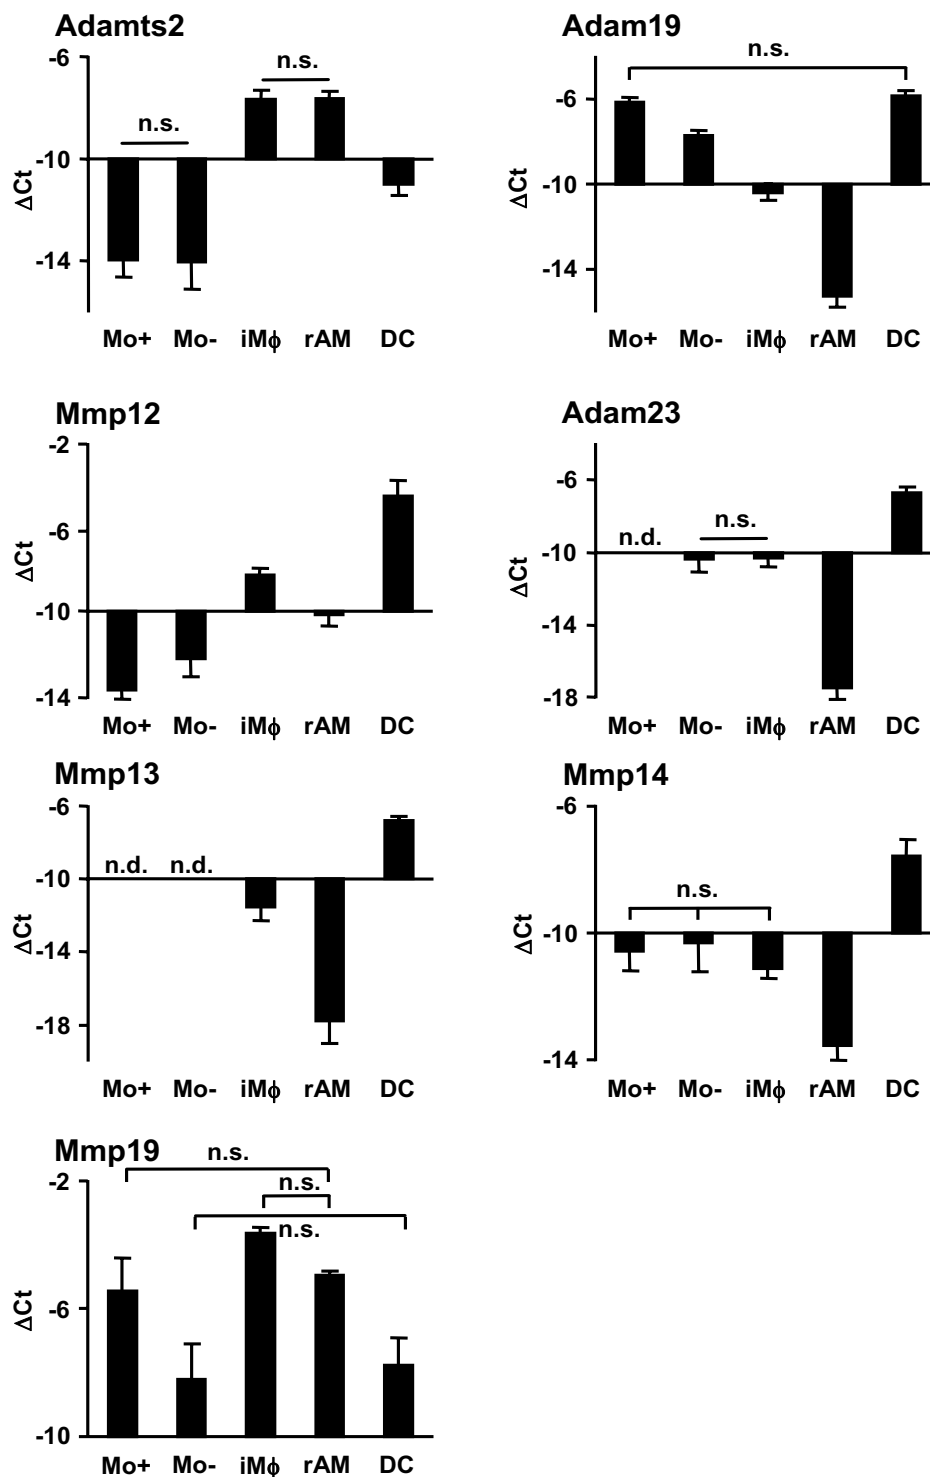 Adamts2
-6
n.s.
n.s.
-10
ΔCt
-14
Mo+ Mo- iMϕ rAM DC
Adam19
n.s.
-6
-10
ΔCt
-14
Mo+ Mo- iMϕ rAM DC
Mmp12
-2
-6
ΔCt
-10
-14
Mo+ Mo- iMϕ rAM DC
Adam23
-6
n.s.
n.d.
-10
ΔCt
-14
-18
Mo+ Mo- iMϕ rAM DC
Mmp13
-6
n.d. n.d.
-10
ΔCt
-14
-18
Mo+ Mo- iMϕ rAM DC
Mmp14
-6
n.s.
-10
ΔCt
-14
Mo+ Mo- iMϕ rAM DC
Mmp19
n.s.
-2
n.s.
n.s.
ΔCt
-6
-10
Mo+ Mo- iMϕ rAM DC